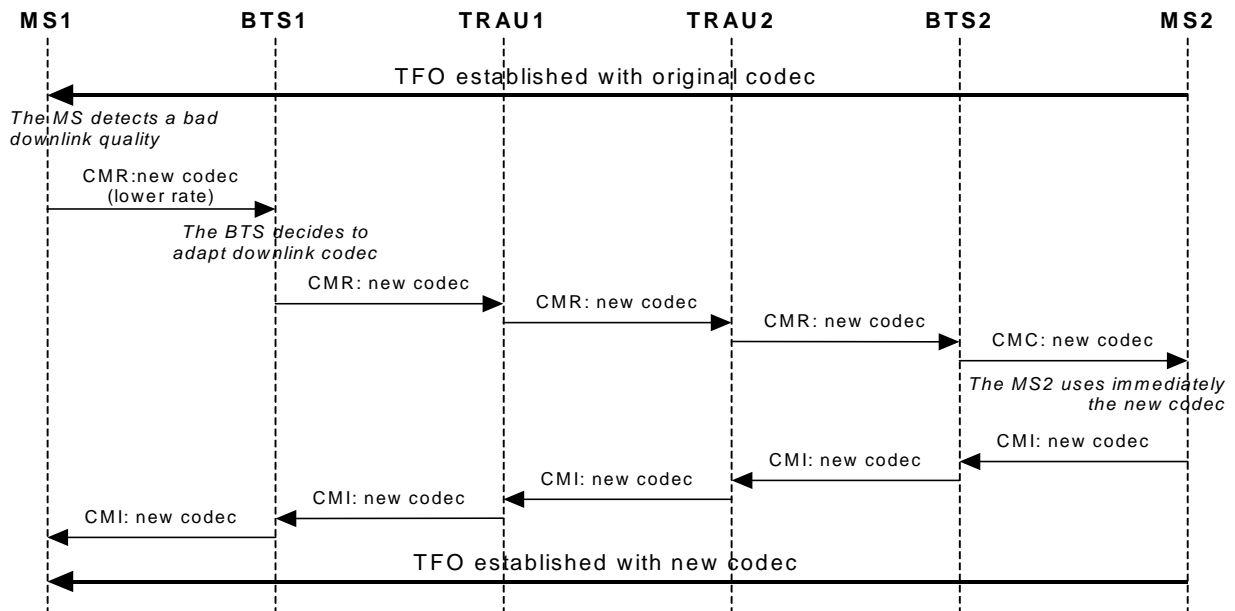 MS1 BTS1 TRAU1 TRAU2 BTS2 MS2
TFO established with original codec
The MS detects a bad
downlink quality
CMR:new codec
(lower rate)
The BTS decides to
adapt downlink codec
CMR: new codec
CMR: new codec
CMR: new codec
CMC: new codec
The MS2 uses immediately
the new codec
CMI: new codec
CMI: new codec
CMI: new codec
CMI: new codec
CMI: new codec
TFO established with new codec